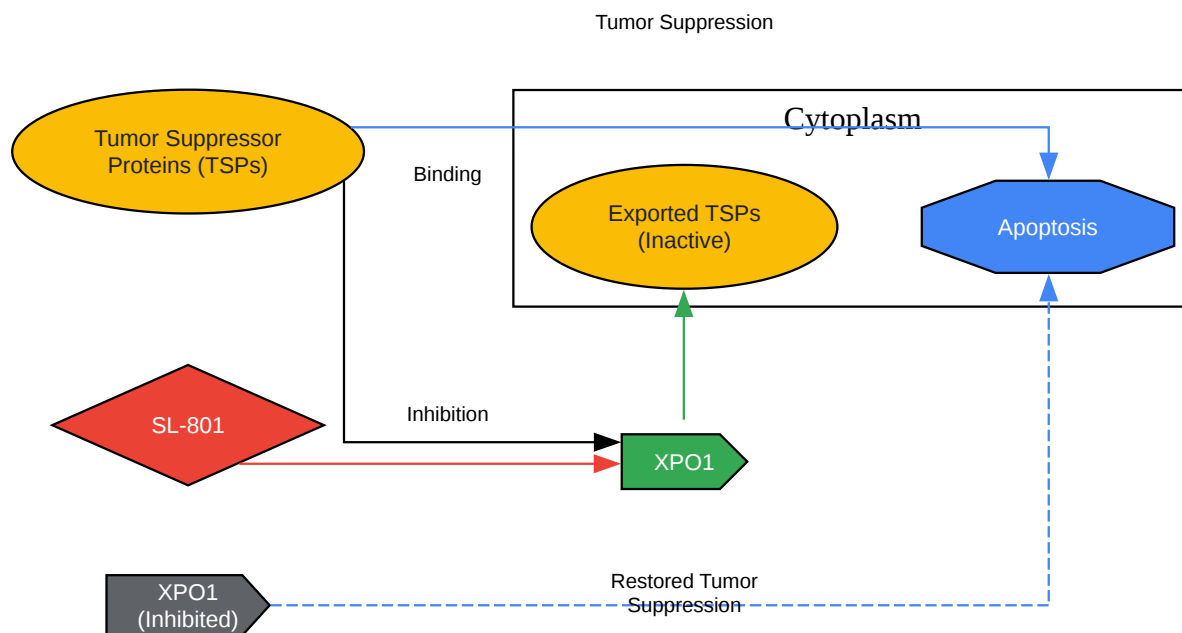 Tumor Suppression
Cytoplasm
Tumor Suppressor
Proteins (TSPs)
Binding
Exported TSPs
(Inactive)
Apoptosis
SL-801
Inhibition
XPO1
XPO1
(Inhibited)
Restored Tumor
Suppression